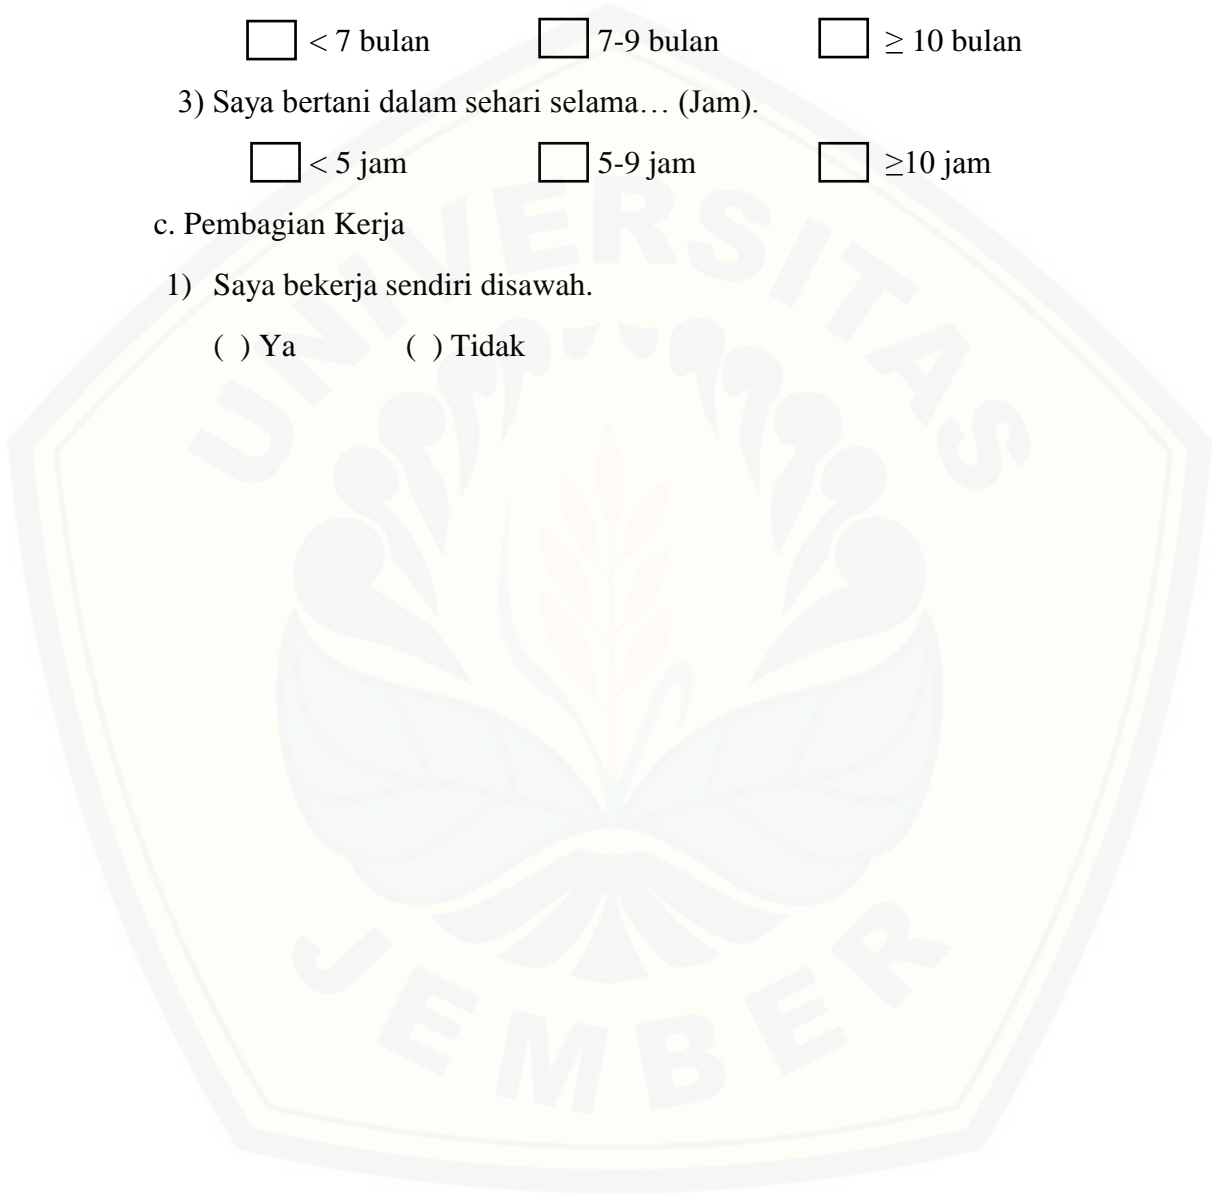 < 7 bulan 7-9 bulan ≥ 10 bulan
3) Saya bertani dalam sehari selama… (Jam).
< 5 jam 5-9 jam ≥10 jam
c. Pembagian Kerja
1) Saya bekerja sendiri disawah.
( ) Ya ( ) Tidak
UNIVERSITAS
JEMBER